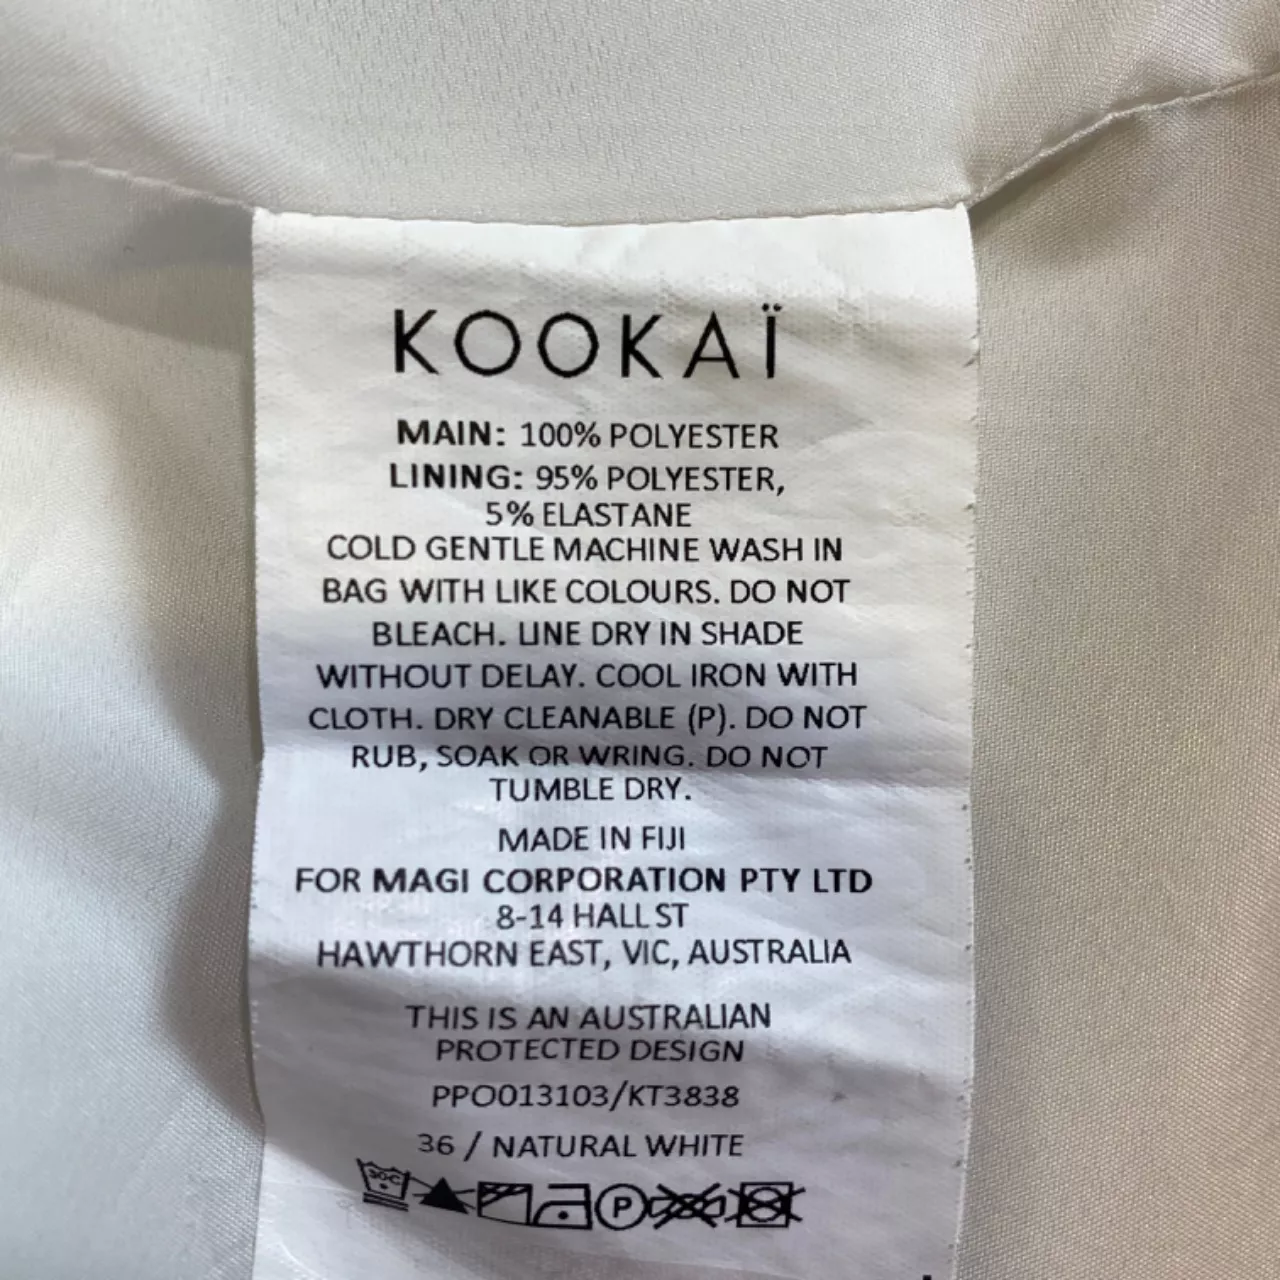 KOOKAÏ
MAIN: 100% POLYESTER
LINING: 95% POLYESTER,
5% ELASTANE
COLD GENTLE MACHINE WASH IN
BAG WITH LIKE COLOURS. DO NOT
BLEACH. LINE DRY IN SHADE
WITHOUT DELAY. COOL IRON WITH
CLOTH. DRY CLEANABLE (P). DO NOT
RUB, SOAK OR WRING. DO NOT
TUMBLE DRY.
MADE IN FIJI
FOR MAGI CORPORATION PTY LTD
8-14 HALL ST
HAWTHORN EAST, VIC, AUSTRALIA
THIS IS AN AUSTRALIAN
PROTECTED DESIGN
PPO013103/KT3838
36 / NATURAL WHITE
30C P